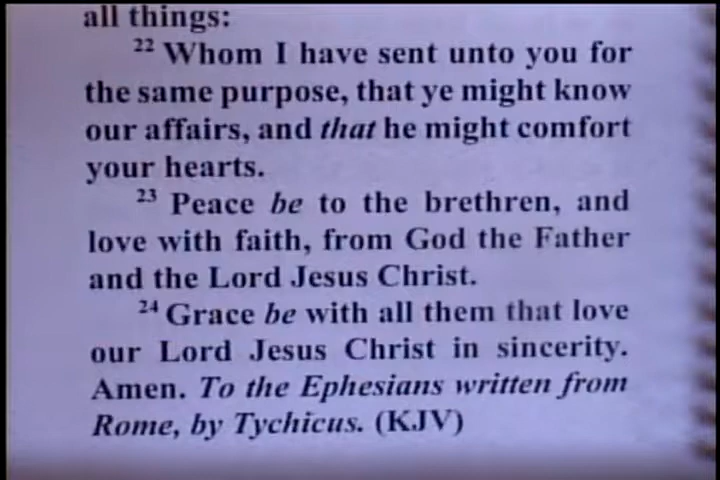 all things:
22 Whom I have sent unto you for
the same purpose, that ye might know
our affairs, and that he might comfort
your hearts.
23 Peace be to the brethren, and
love with faith, from God the Father
and the Lord Jesus Christ.
24 Grace be with all them that love
our Lord Jesus Christ in sincerity.
Amen. To the Ephesians written from
Rome, by Tychicus. (KJV)